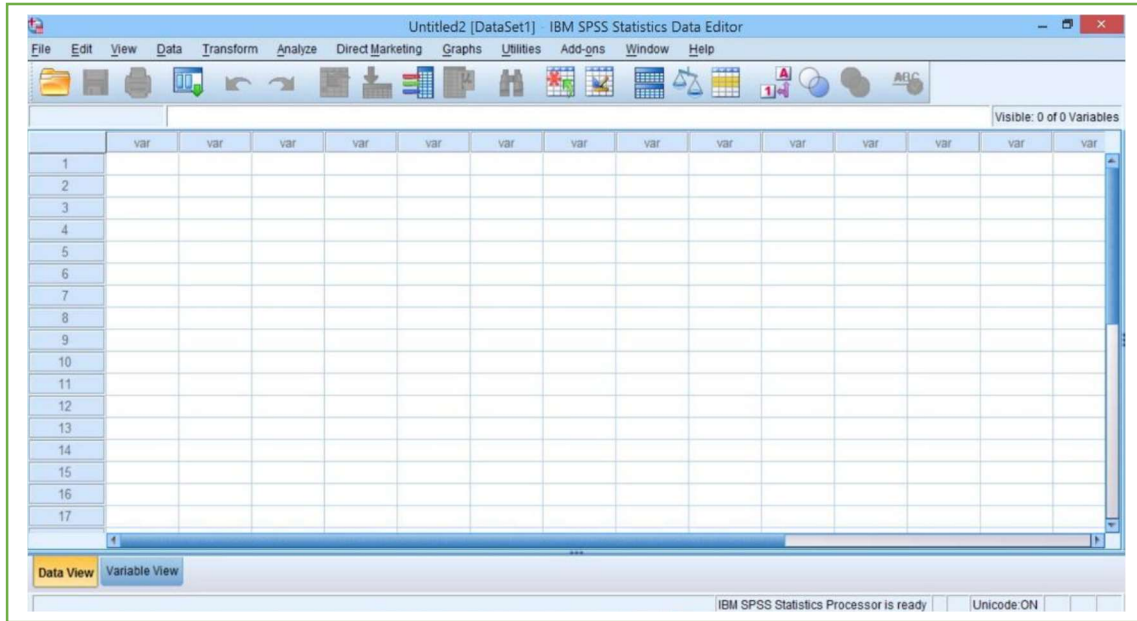 Untitled2 [DataSet1] - IBM SPSS Statistics Data Editor
File Edit View Data Transform Analyze Direct Marketing Graphs Utilities Add-ons Window Help
A
1
ABC
Visible: 0 of 0 Variables
var var var var var var var var var var var var var var
1
2
3
4
5
6
7
8
9
10
11
12
13
14
15
16
17
Data View Variable View
IBM SPSS Statistics Processor is ready Unicode:ON